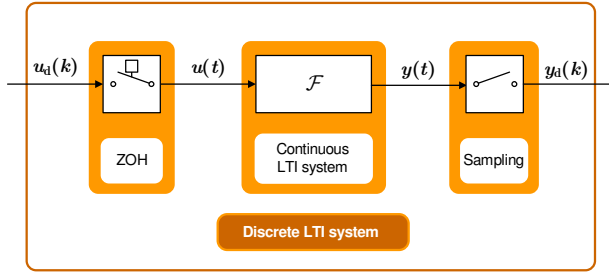 u_d(k)
u(t)
ℱ
y(t)
y_d(k)
ZOH
Continuous
LTI system
Sampling
Discrete LTI system